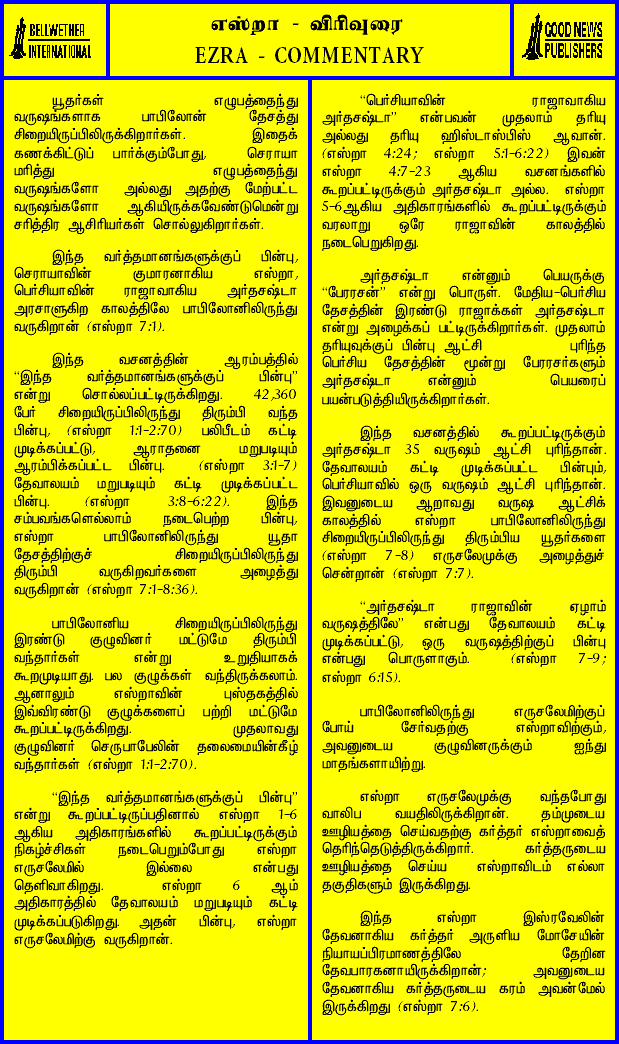 BELLWETHER
INTERNATIONAL
எஸ்றா - விரிவுரை
EZRA - COMMENTARY
GOOD NEWS
PUBLISHERS
யூதர்கள் எழுபத்தைந்து
வருஷங்களாக பாபிலோன் தேசத்து
சிறையிருப்பிலிருக்கிறார்கள். இதைக்
கணக்கிட்டுப் பார்க்கும்போது, செராயா
மரித்து எழுபத்தைந்து
வருஷங்களோ அல்லது அதற்கு மேற்பட்ட
வருஷங்களோ ஆகியிருக்கவேண்டுமென்று
சரித்திர ஆசிரியர்கள் சொல்லுகிறார்கள்.
இந்த வர்த்தமானங்களுக்குப் பின்பு,
செராயாவின் குமாரனாகிய எஸ்றா,
பெர்சியாவின் ராஜாவாகிய அர்தசஷ்டா
அரசாளுகிற காலத்திலே பாபிலோனிலிருந்து
வருகிறான் (எஸ்றா 7:1).
இந்த வசனத்தின் ஆரம்பத்தில்
“இந்த வர்த்தமானங்களுக்குப் பின்பு”
என்று சொல்லப்பட்டிருக்கிறது. 42,360
பேர் சிறையிருப்பிலிருந்து திரும்பி வந்த
பின்பு, (எஸ்றா 1:1-2:70) பலிபீடம் கட்டி
முடிக்கப்பட்டு, ஆராதனை மறுபடியும்
ஆரம்பிக்கப்பட்ட பின்பு. (எஸ்றா 3:1-7)
தேவாலயம் மறுபடியும் கட்டி முடிக்கப்பட்ட
பின்பு. (எஸ்றா 3:8-6:22). இந்த
சம்பவங்களெல்லாம் நடைபெற்ற பின்பு,
எஸ்றா பாபிலோனிலிருந்து யூதா
தேசத்திற்குச் சிறையிருப்பிலிருந்து
திரும்பி வருகிறவர்களை அழைத்து
வருகிறான் (எஸ்றா 7:1-8:36).
பாபிலோனிய சிறையிருப்பிலிருந்து
இரண்டு குழுவினர் மட்டுமே திரும்பி
வந்தார்கள் என்று உறுதியாகக்
கூறமுடியாது. பல குழுக்கள் வந்திருக்கலாம்.
ஆனாலும் எஸ்றாவின் புஸ்தகத்தில்
இவ்விரண்டு குழுக்களைப் பற்றி மட்டுமே
கூறப்பட்டிருக்கிறது. முதலாவது
குழுவினர் செருபாபேலின் தலைமையின்கீழ்
வந்தார்கள் (எஸ்றா 1:1-2:70).
“இந்த வர்த்தமானங்களுக்குப் பின்பு”
என்று கூறப்பட்டிருப்பதினால் எஸ்றா 1-6
ஆகிய அதிகாரங்களில் கூறப்பட்டிருக்கும்
நிகழ்ச்சிகள் நடைபெறும்போது எஸ்றா
எருசலேமில் இல்லை என்பது
தெளிவாகிறது. எஸ்றா 6 ஆம்
அதிகாரத்தில் தேவாலயம் மறுபடியும் கட்டி
முடிக்கப்படுகிறது. அதன் பின்பு, எஸ்றா
எருசலேமிற்கு வருகிறான்.
“பெர்சியாவின் ராஜாவாகிய
அர்தசஷ்டா” என்பவன் முதலாம் தரியு
அல்லது தரியு ஹிஸ்டாஸ்பிஸ் ஆவான்.
(எஸ்றா 4:24; எஸ்றா 5:1-6:22) இவன்
எஸ்றா 4:7-23 ஆகிய வசனங்களில்
கூறப்பட்டிருக்கும் அர்தசஷ்டா அல்ல. எஸ்றா
5-6ஆகிய அதிகாரங்களில் கூறப்பட்டிருக்கும்
வரலாறு ஒரே ராஜாவின் காலத்தில்
நடைபெறுகிறது.
அர்தசஷ்டா என்னும் பெயருக்கு
“பேரரசன்” என்று பொருள். மேதிய-பெர்சிய
தேசத்தின் இரண்டு ராஜாக்கள் அர்தசஷ்டா
என்று அழைக்கப் பட்டிருக்கிறார்கள். முதலாம்
தரியுவுக்குப் பின்பு ஆட்சி புரிந்த
பெர்சிய தேசத்தின் மூன்று பேரரசர்களும்
அர்தசஷ்டா என்னும் பெயரைப்
பயன்படுத்தியிருக்கிறார்கள்.
இந்த வசனத்தில் கூறப்பட்டிருக்கும்
அர்தசஷ்டா 35 வருஷம் ஆட்சி புரிந்தான்.
தேவாலயம் கட்டி முடிக்கப்பட்ட பின்பும்,
பெர்சியாவில் ஒரு வருஷம் ஆட்சி புரிந்தான்.
இவனுடைய ஆறாவது வருஷ ஆட்சிக்
காலத்தில் எஸ்றா பாபிலோனிலிருந்து
சிறையிருப்பிலிருந்து திரும்பிய யூதர்களை
(எஸ்றா 7-8) எருசலேமுக்கு அழைத்துச்
சென்றான் (எஸ்றா 7:7).
“அர்தசஷ்டா ராஜாவின் ஏழாம்
வருஷத்திலே” என்பது தேவாலயம் கட்டி
முடிக்கப்பட்டு, ஒரு வருஷத்திற்குப் பின்பு
என்பது பொருளாகும். (எஸ்றா 7-9;
எஸ்றா 6:15).
பாபிலோனிலிருந்து எருசலேமிற்குப்
போய் சேர்வதற்கு எஸ்றாவிற்கும்,
அவனுடைய குழுவினருக்கும் ஐந்து
மாதங்களாயிற்று.
எஸ்றா எருசலேமுக்கு வந்தபோது
வாலிப வயதிலிருக்கிறான். தம்முடைய
ஊழியத்தை செய்வதற்கு கர்த்தர் எஸ்றாவைத்
தெரிந்தெடுத்திருக்கிறார். கர்த்தருடைய
ஊழியத்தை செய்ய எஸ்றாவிடம் எல்லா
தகுதிகளும் இருக்கிறது.
இந்த எஸ்றா இஸ்ரவேலின்
தேவனாகிய கர்த்தர் அருளிய மோசேயின்
நியாயப்பிரமாணத்திலே தேறின
தேவபாரகனாயிருக்கிறான்; அவனுடைய
தேவனாகிய கர்த்தருடைய கரம் அவன்மேல்
இருக்கிறது (எஸ்றா 7:6).